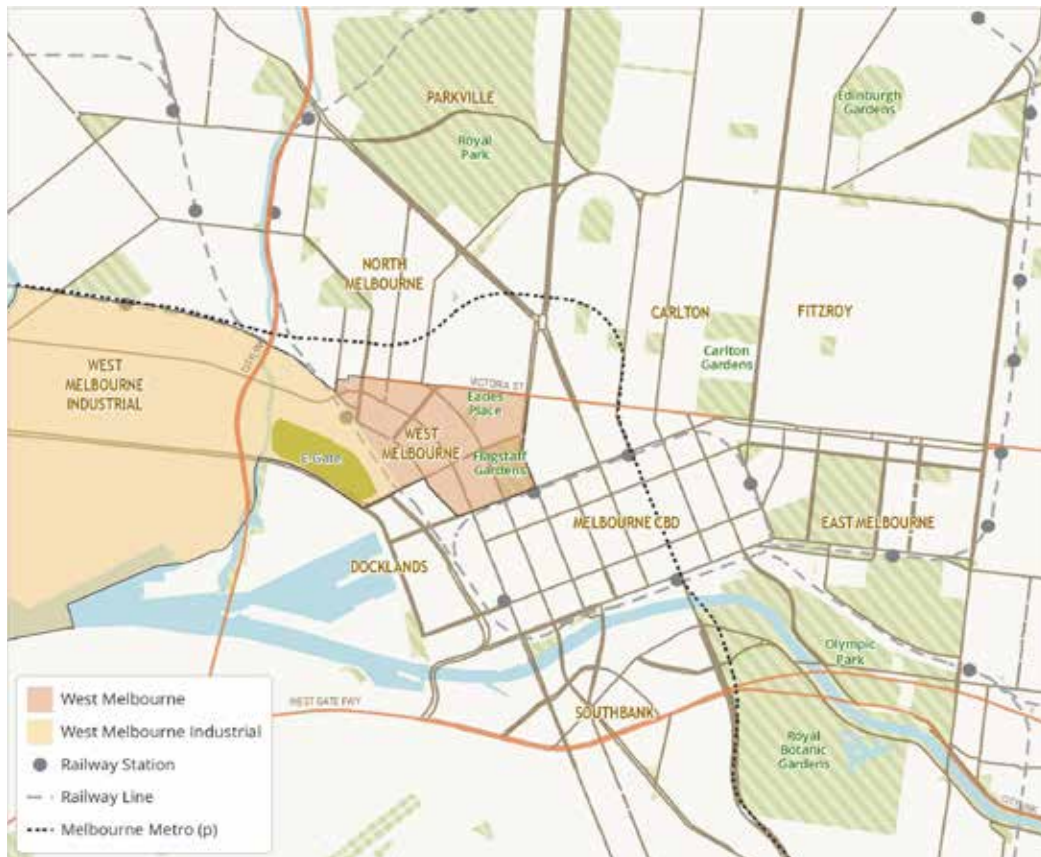 PARKVILLE
Royal
Park
Edinburgh
Gardens
NORTH
MELBOURNE
CARLTON
FITZROY
Carlton
Gardens
WEST
MELBOURNE
INDUSTRIAL
CITYLINK
VICTORIA ST
Eades
Place
WEST
MELBOURNE
Flagstaff
Gardens
E-Gate
MELBOURNE CBD
EAST MELBOURNE
DOCKLANDS
Olympic
Park
WEST GATE FWY
SOUTHBANK
Royal
Botanic
Gardens
CITYLINK
West Melbourne
West Melbourne Industrial
Railway Station
Railway Line
Melbourne Metro (p)